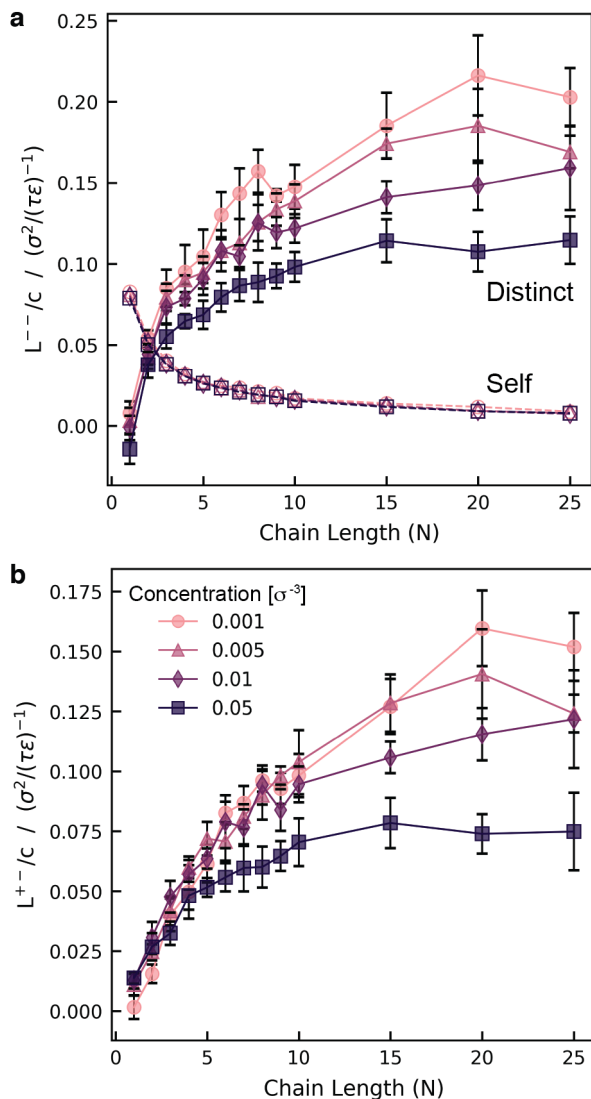 a
0.25
0.20
0.15
0.10
0.05
0.00
L⁻⁻/c / (σ²/(τε)⁻¹)
Distinct
Self
0 5 10 15 20 25
Chain Length (N)
b
Concentration [σ⁻³]
0.001
0.005
0.01
0.05
0.175
0.150
0.125
0.100
0.075
0.050
0.025
0.000
L⁺⁻/c / (σ²/(τε)⁻¹)
0 5 10 15 20 25
Chain Length (N)